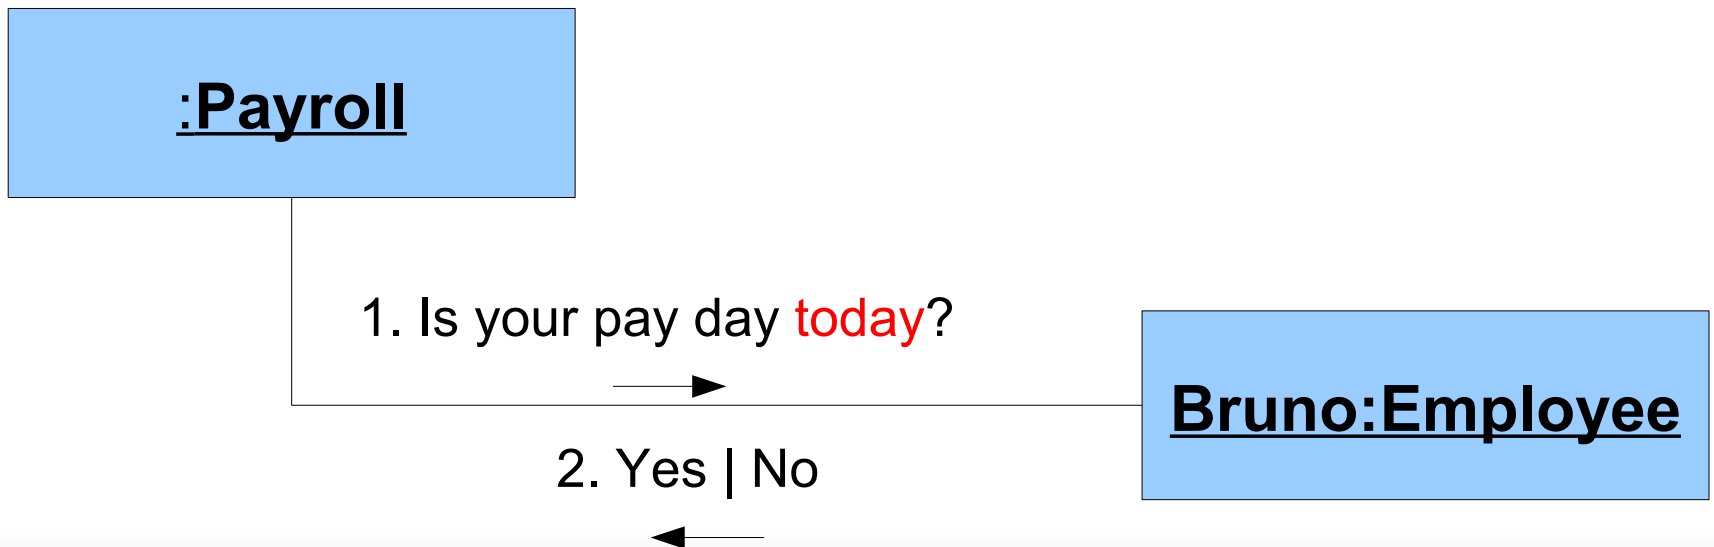 :Payroll
1. Is your pay day today?
Bruno:Employee
2. Yes | No